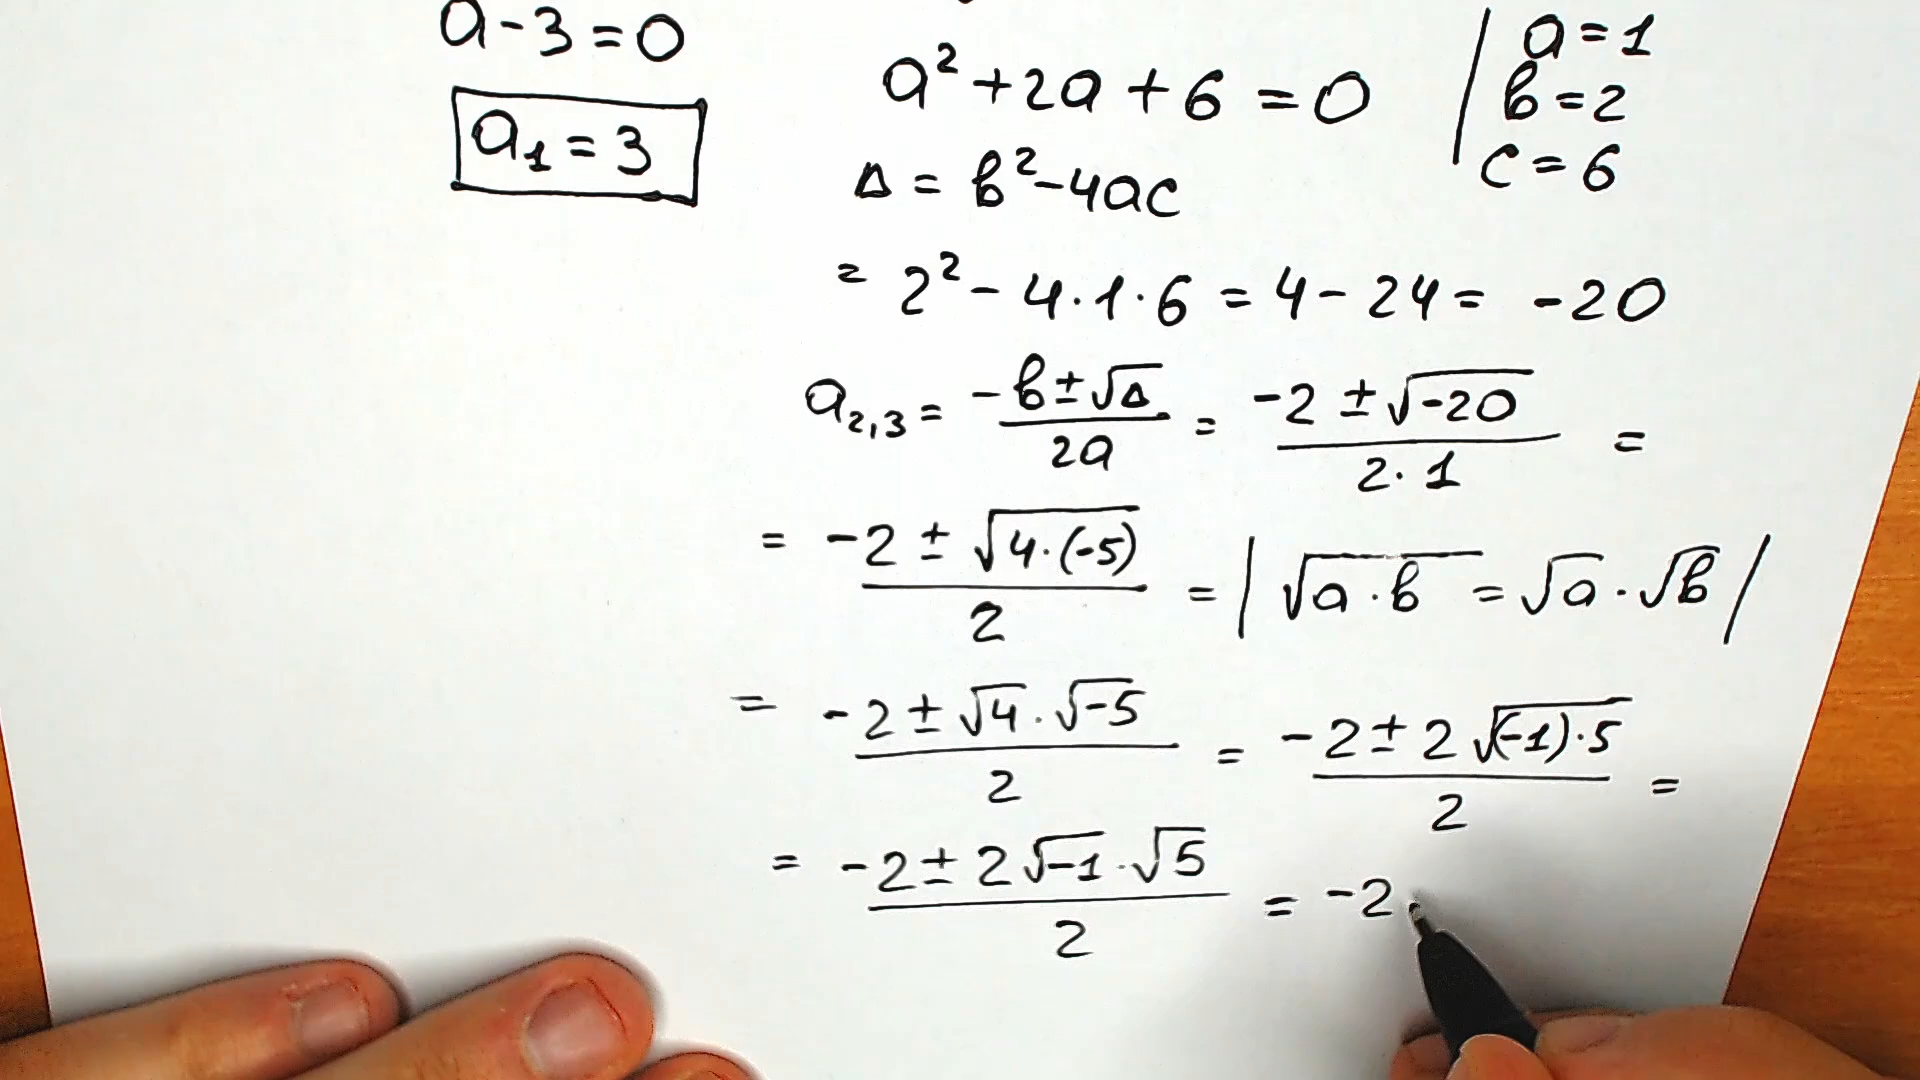 a-3=0
a₁=3
a²+2a+6=0
a=1
b=2
c=6
Δ = b²-4ac
= 2²-4·1·6 = 4-24 = -20
a₂,₃ = (-b±√Δ)/(2a) = (-2±√(-20))/(2·1) =
= (-2±√(4·(-5)))/2 = | √(a·b) = √a·√b |
= (-2±√4·√-5)/2 = (-2±2√((-1)·5))/2 =
= (-2±2√-1·√5)/2 = -2